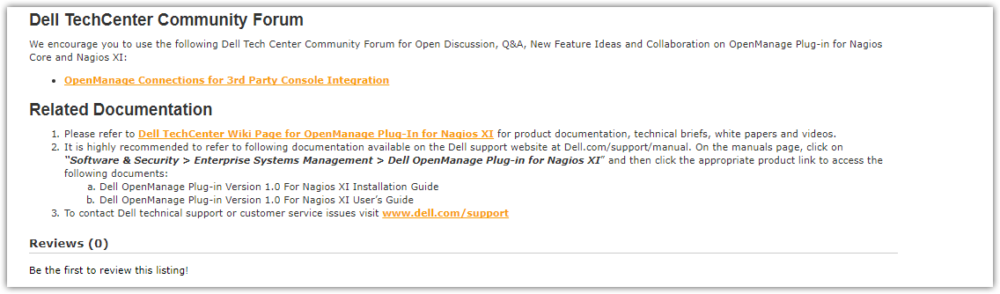 Dell TechCenter Community Forum
We encourage you to use the following Dell Tech Center Community Forum for Open Discussion, Q&A, New Feature Ideas and Collaboration on OpenManage Plug-in for Nagios
Core and Nagios XI:
• OpenManage Connections for 3rd Party Console Integration
Related Documentation
1. Please refer to Dell TechCenter Wiki Page for OpenManage Plug-In for Nagios XI for product documentation, technical briefs, white papers and videos.
2. It is highly recommended to refer to following documentation available on the Dell support website at Dell.com/support/manual. On the manuals page, click on
“Software & Security > Enterprise Systems Management > Dell OpenManage Plug-in for Nagios XI” and then click the appropriate product link to access the
following documents:
a. Dell OpenManage Plug-in Version 1.0 For Nagios XI Installation Guide
b. Dell OpenManage Plug-in Version 1.0 For Nagios XI User’s Guide
3. To contact Dell technical support or customer service issues visit www.dell.com/support
Reviews (0)
Be the first to review this listing!